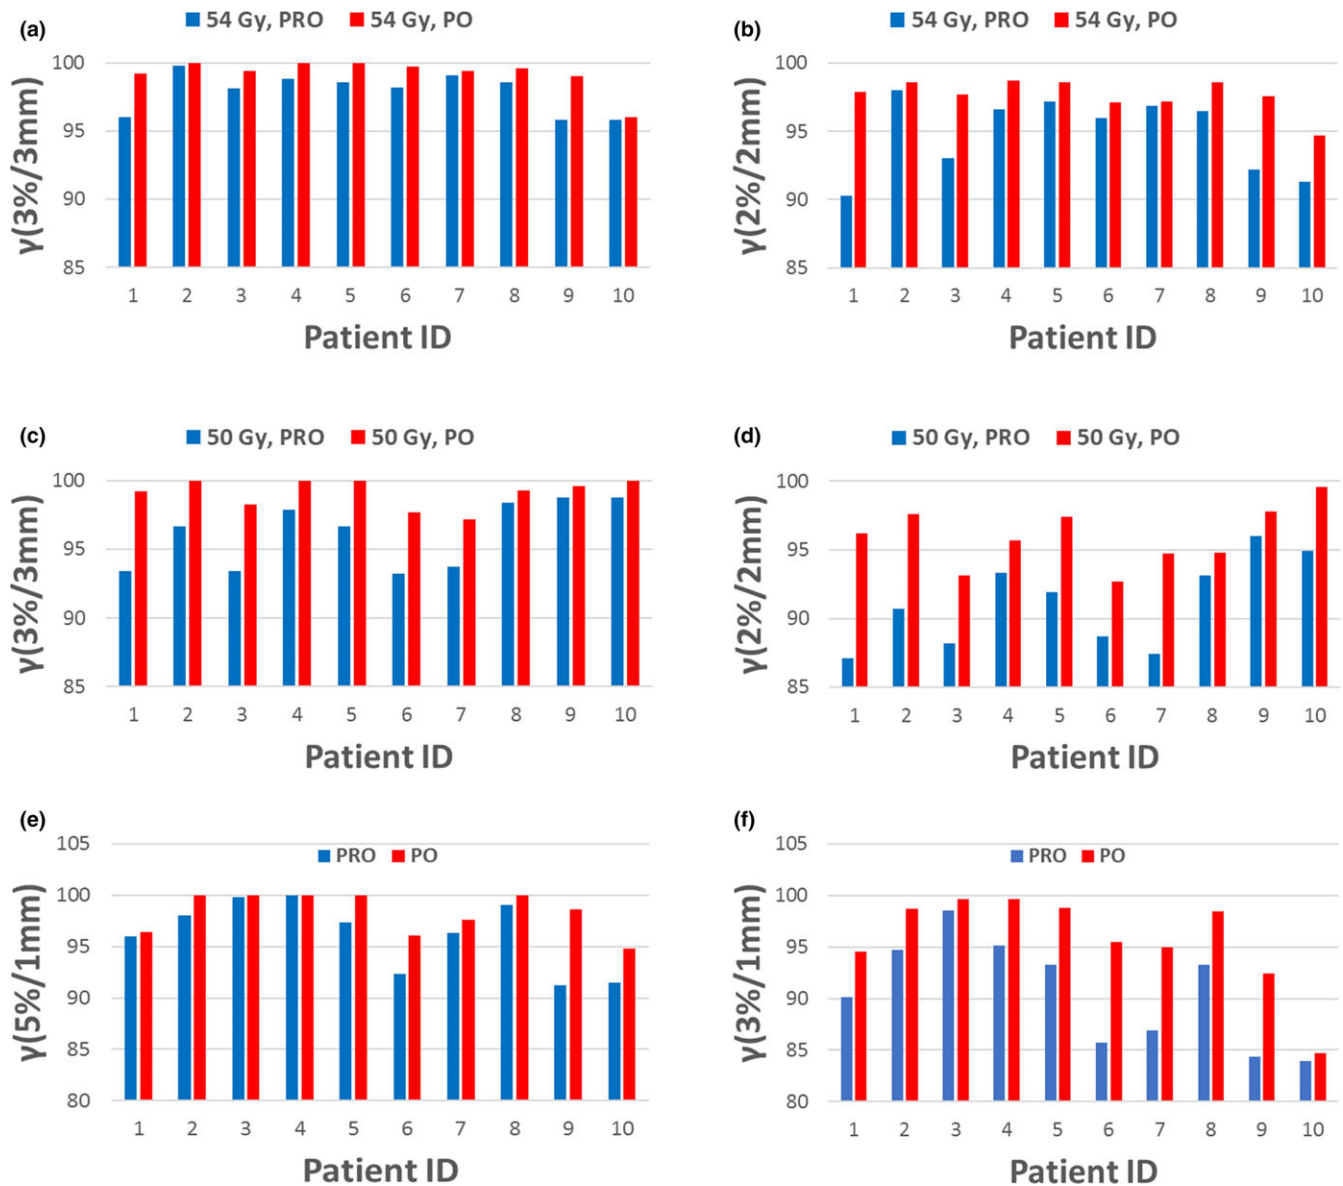 (a)
54 Gy, PRO 54 Gy, PO
γ(3%/3mm)
100
95
90
85
1 2 3 4 5 6 7 8 9 10
Patient ID
(b)
54 Gy, PRO 54 Gy, PO
γ(2%/2mm)
100
95
90
85
1 2 3 4 5 6 7 8 9 10
Patient ID
(c)
50 Gy, PRO 50 Gy, PO
γ(3%/3mm)
100
95
90
85
1 2 3 4 5 6 7 8 9 10
Patient ID
(d)
50 Gy, PRO 50 Gy, PO
γ(2%/2mm)
100
95
90
85
1 2 3 4 5 6 7 8 9 10
Patient ID
(e)
PRO PO
γ(5%/1mm)
105
100
95
90
85
80
1 2 3 4 5 6 7 8 9 10
Patient ID
(f)
PRO PO
γ(3%/1mm)
105
100
95
90
85
80
1 2 3 4 5 6 7 8 9 10
Patient ID